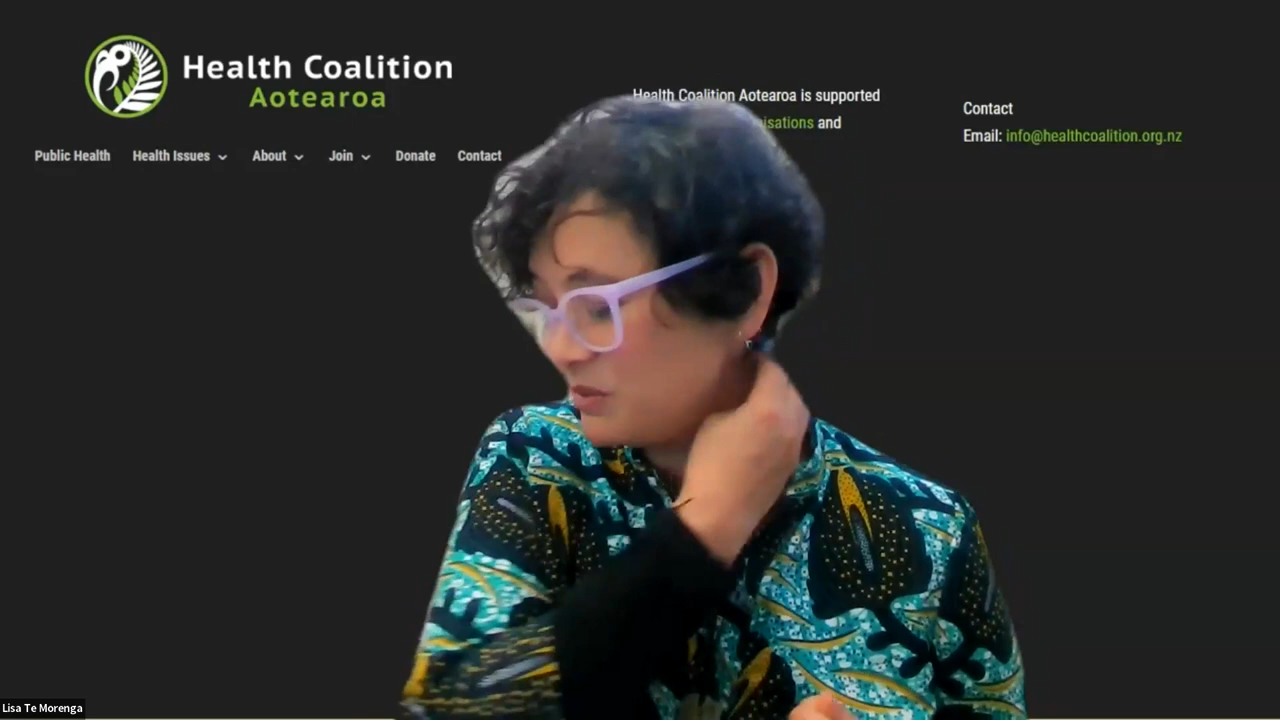 Health Coalition
Aotearoa
Public Health Health Issues About Join Donate Contact
Health Coalition Aotearoa is supported
and
Contact
Email: info@healthcoalition.org.nz
Lisa Te Morenga